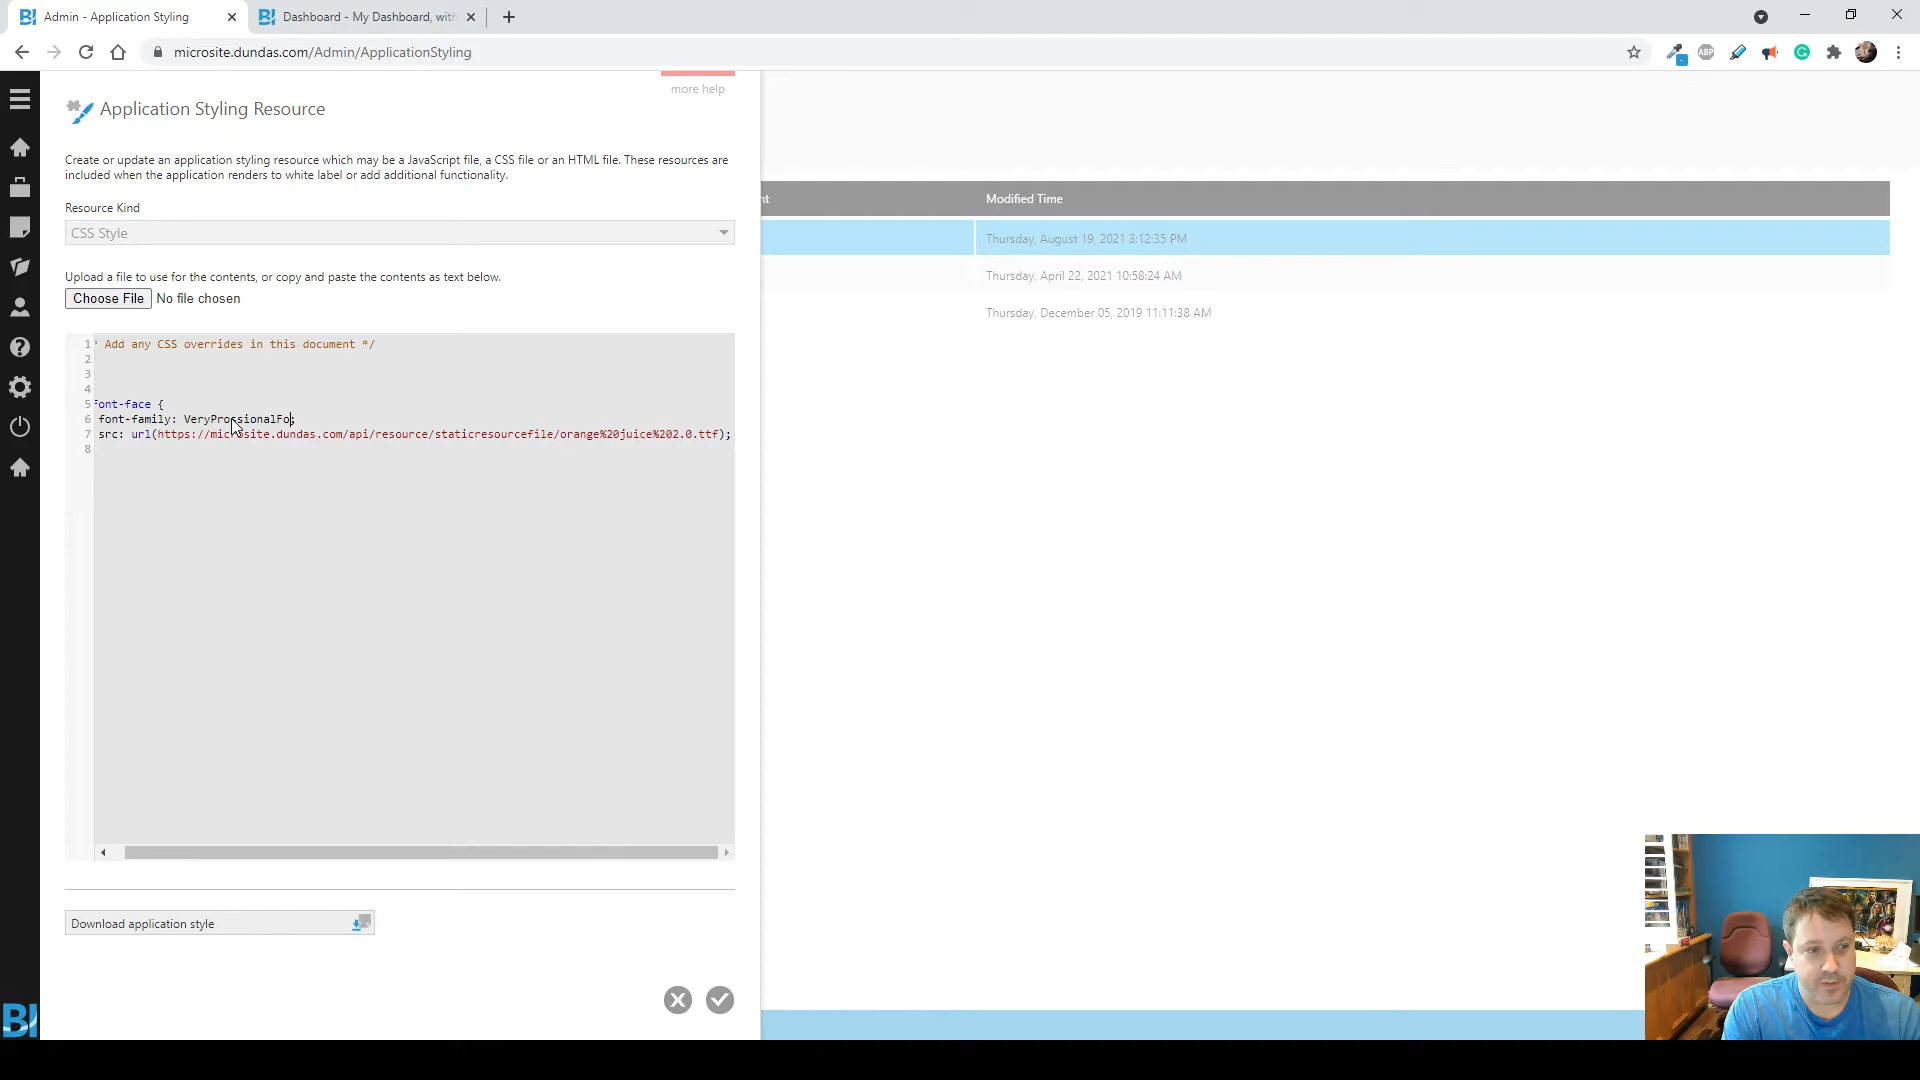 Admin - Application Styling
Dashboard - My Dashboard, with
microsite.dundas.com/Admin/ApplicationStyling
ABP
more help
Application Styling Resource
Create or update an application styling resource which may be a JavaScript file, a CSS file or an HTML file. These resources are
included when the application renders to white label or add additional functionality.
Resource Kind
CSS Style
Upload a file to use for the contents, or copy and paste the contents as text below.
Choose File No file chosen
1 * Add any CSS overrides in this document */
2
3
4
5 font-face {
6 font-family: VeryProssionalFo;
7 src: url(https://microsite.dundas.com/api/resource/staticresourcefile/orange%20juice%202.0.ttf);
8
Download application style
nt Modified Time
Thursday, August 19, 2021 3:12:35 PM
Thursday, April 22, 2021 10:58:24 AM
Thursday, December 05, 2019 11:11:38 AM
BI